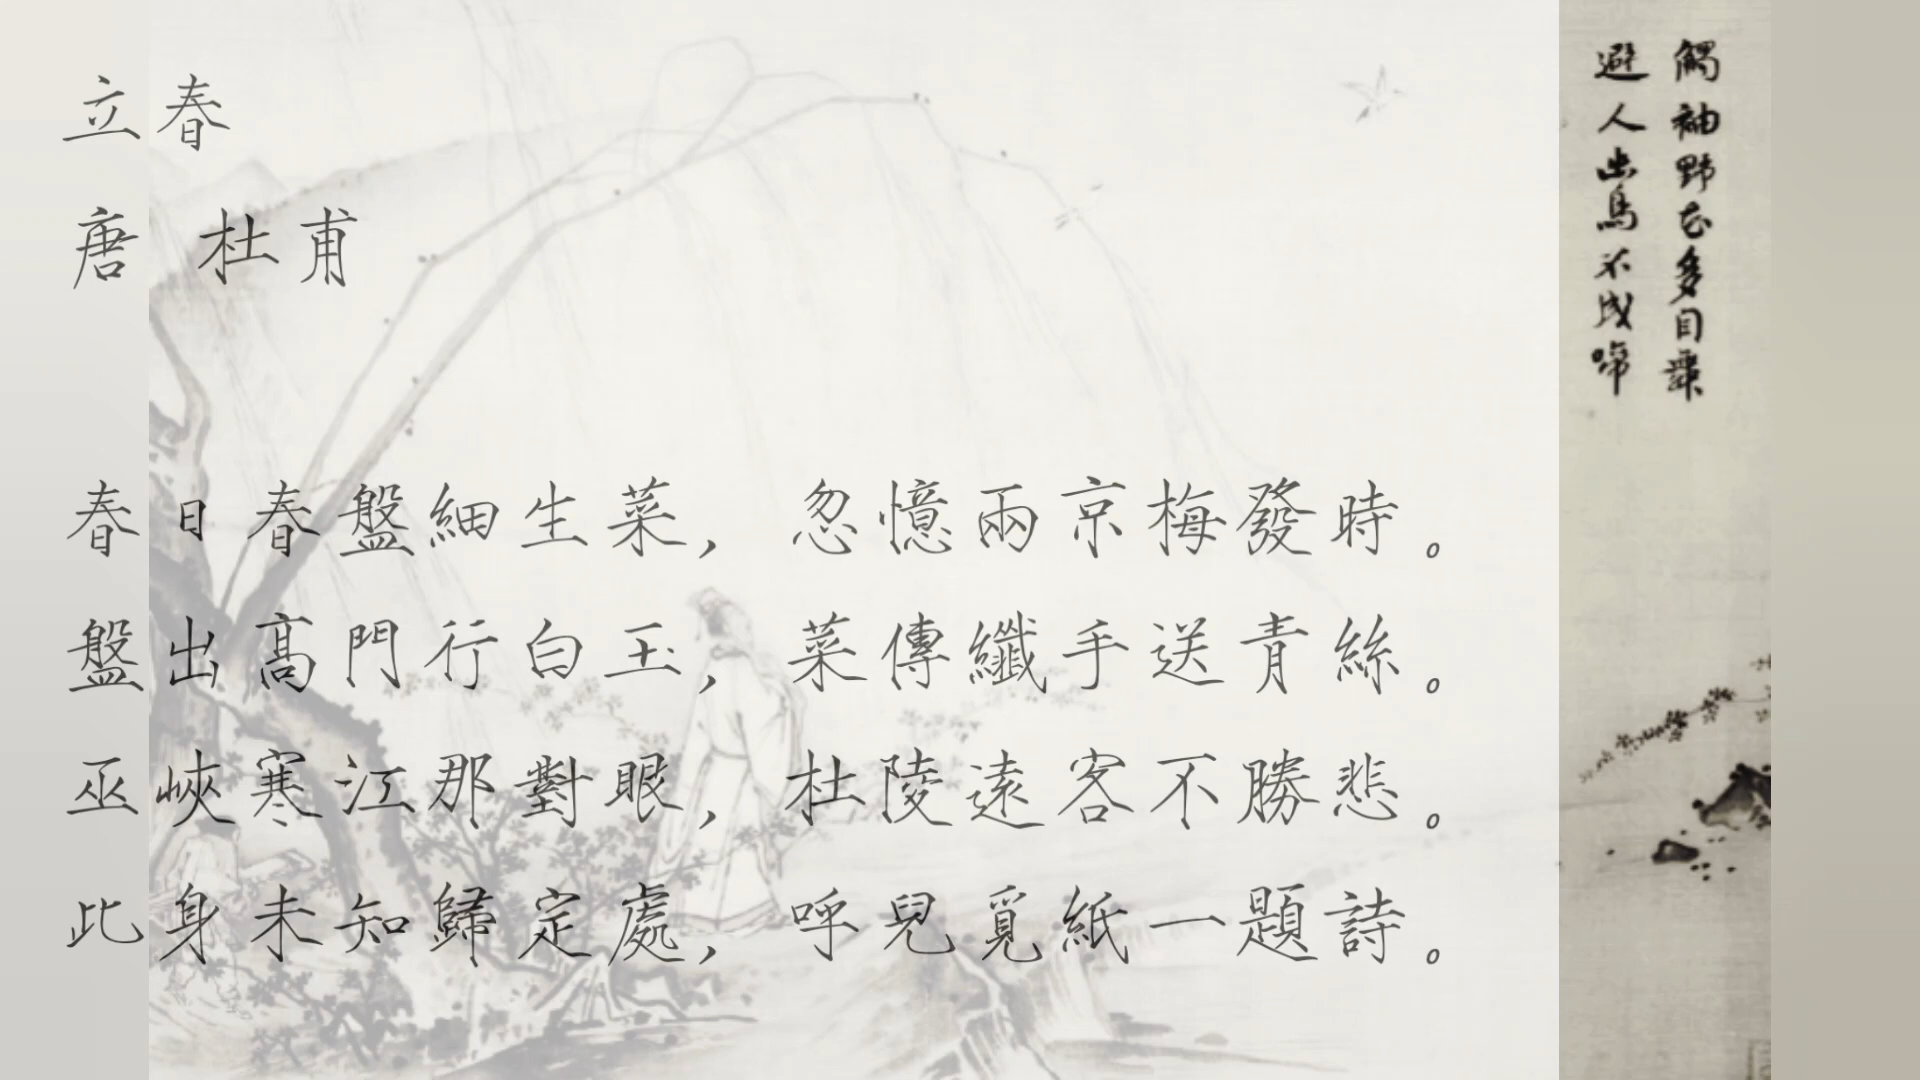 立春
唐 杜甫
春日春盤細生菜，忽憶兩京梅發時。
盤出高門行白玉，菜傳纖手送青絲。
巫峽寒江那對眼，杜陵遠客不勝悲。
此身未知歸定處，呼兒覓紙一題詩。
觸袖野花多自舞
避人幽鳥不成啼